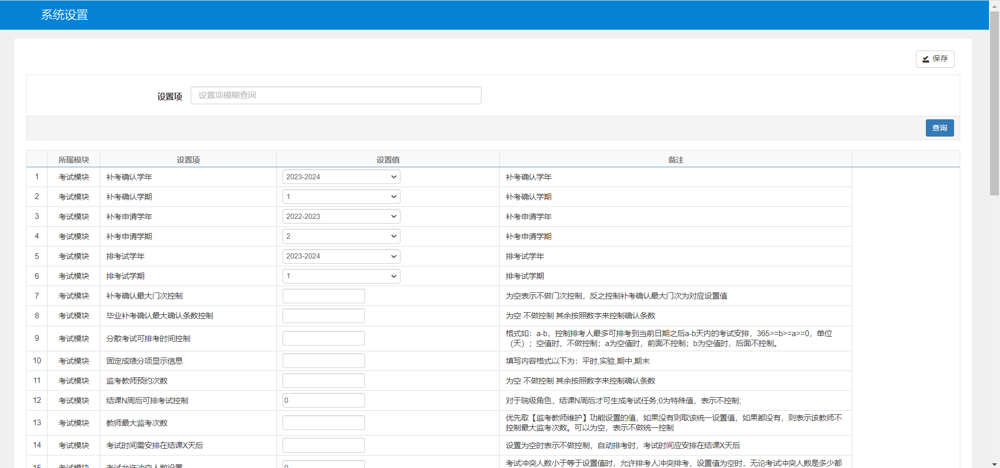 系统设置
保存
设置项 设置项模糊查询
查询
所属模块 设置项 设置值 备注
1 考试模块 补考确认学年 2023-2024 补考确认学年
2 考试模块 补考确认学期 1 补考确认学期
3 考试模块 补考申请学年 2022-2023 补考申请学年
4 考试模块 补考申请学期 2 补考申请学期
5 考试模块 排考试学年 2023-2024 排考试学年
6 考试模块 排考试学期 1 排考试学期
7 考试模块 补考确认最大门次控制 为空表示不做门次控制，反之控制补考确认最大门次为对应设置值
8 考试模块 毕业补考确认最大确认条数控制 为空 不做控制 其余按照数字来控制确认条数
9 考试模块 分散考试可排考时间控制 格式如：a-b，控制排考人最多可排考到当前日期之后a-b天内的考试安排，365>=b>=a>=0，单位
（天）；空值时，不做控制；a为空值时，前面不控制；b为空值时，后面不控制。
10 考试模块 固定成绩分项显示信息 填写内容格式以下为：平时,实验,期中,期末
11 考试模块 监考教师预约次数 为空 不做控制 其余按照数字来控制确认条数
12 考试模块 结课N周后可排考试控制 0 对于院级角色，结课N周后才可生成考试任务;0为特殊值，表示不控制;
13 考试模块 教师最大监考次数 优先取【监考教师维护】功能设置的值，如果没有则取该统一设置值，如果都没有，则表示该教师不
控制最大监考次数。可以为空，表示不做统一控制
14 考试模块 考试时间需安排在结课X天后 设置为空时表示不做控制，自动排考时，考试时间应安排在结课X天后
15 考试模块 考试允许冲突人数设置 0 考试冲突人数小于等于设置值时，允许排考人冲突排考，设置值为空时，无论考试冲突人数是多少都